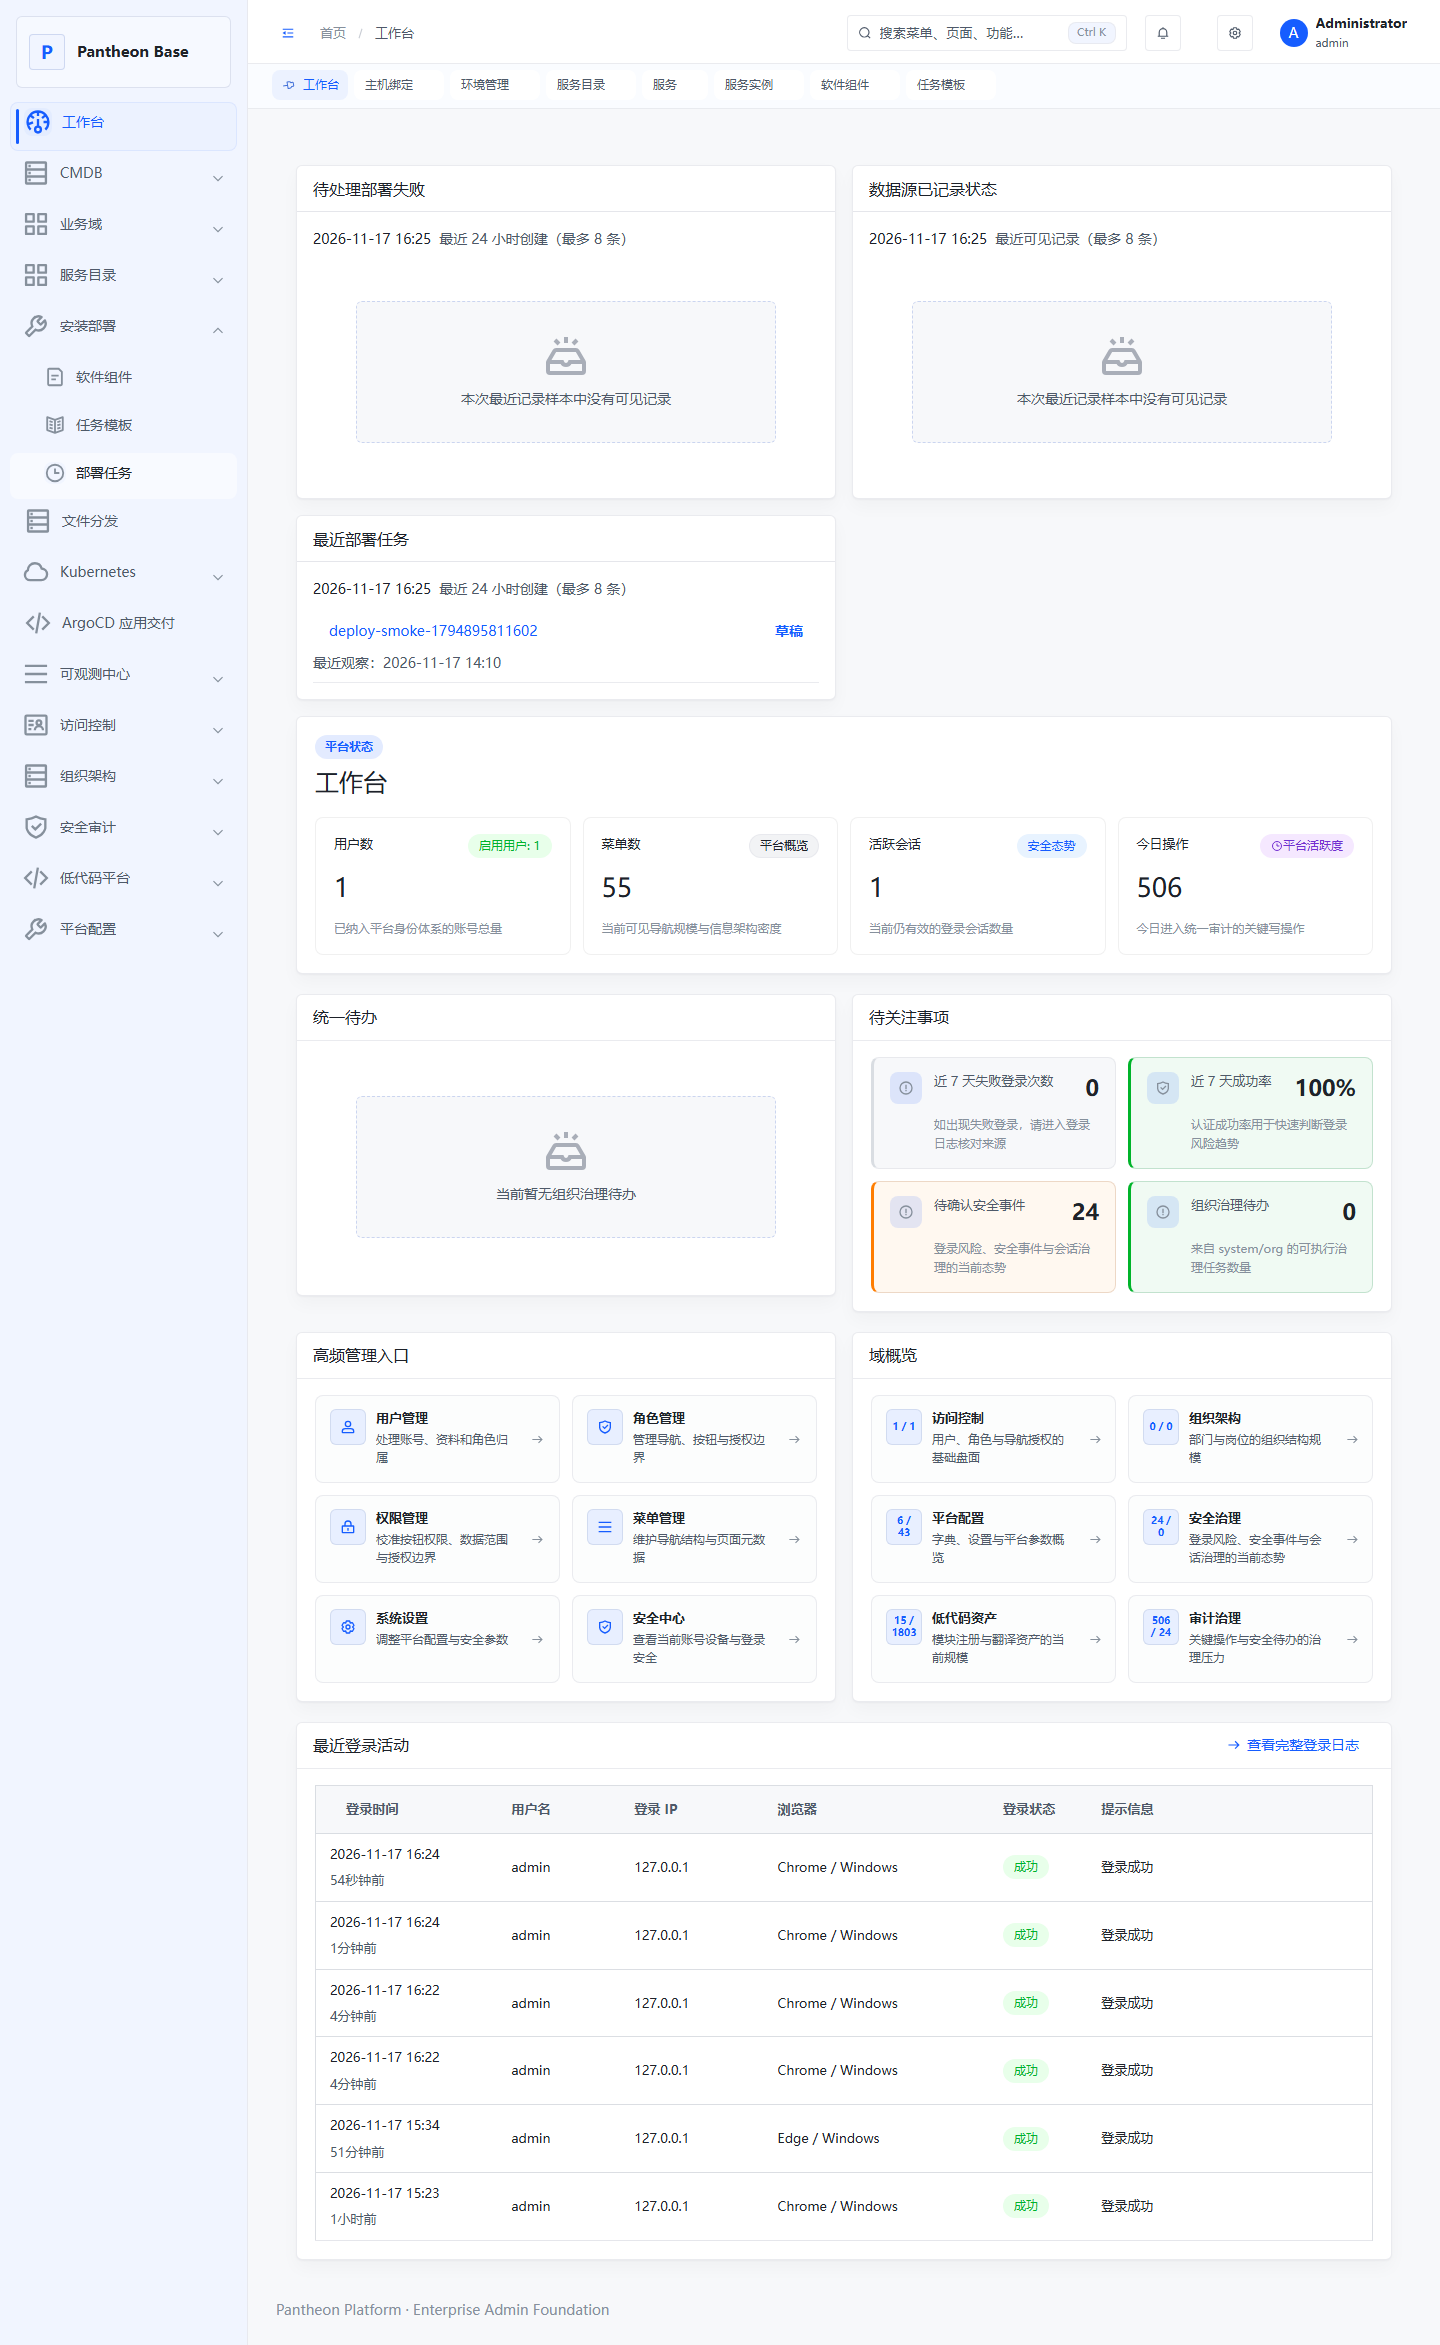 P Pantheon Base
工作台
CMDB
业务域
服务目录
安装部署
软件组件
任务模板
部署任务
文件分发
Kubernetes
ArgoCD 应用交付
可观测中心
访问控制
组织架构
安全审计
低代码平台
平台配置
首页 / 工作台
搜索菜单、页面、功能... Ctrl K
A Administrator
admin
工作台 主机绑定 环境管理 服务目录 服务 服务实例 软件组件 任务模板
待处理部署失败
2026-11-17 16:25 最近 24 小时创建（最多 8 条）
本次最近记录样本中没有可见记录
数据源已记录状态
2026-11-17 16:25 最近可见记录（最多 8 条）
本次最近记录样本中没有可见记录
最近部署任务
2026-11-17 16:25 最近 24 小时创建（最多 8 条）
deploy-smoke-1794895811602 草稿
最近观察：2026-11-17 14:10
平台状态
工作台
用户数 启用用户: 1
1
已纳入平台身份体系的账号总量
菜单数 平台概览
55
当前可见导航规模与信息架构密度
活跃会话 安全态势
1
当前仍有效的登录会话数量
今日操作 平台活跃度
506
今日进入统一审计的关键写操作
统一待办
当前暂无组织治理待办
待关注事项
近 7 天失败登录次数 0
如出现失败登录，请进入登录
日志核对来源
近 7 天成功率 100%
认证成功率用于快速判断登录
风险趋势
待确认安全事件 24
登录风险、安全事件与会话治
理的当前态势
组织治理待办 0
来自 system/org 的可执行治
理任务数量
高频管理入口
用户管理
处理账号、资料和角色归
属
角色管理
管理导航、按钮与授权边
界
权限管理
校准按钮权限、数据范围
与授权边界
菜单管理
维护导航结构与页面元数
据
系统设置
调整平台配置与安全参数
安全中心
查看当前账号设备与登录
安全
域概览
1 / 1
访问控制
用户、角色与导航授权的
基础盘面
0 / 0
组织架构
部门与岗位的组织结构规
模
6 /
43
平台配置
字典、设置与平台参数概
览
24 /
0
安全治理
登录风险、安全事件与会
话治理的当前态势
15 /
1803
低代码资产
模块注册与翻译资产的当
前规模
506
/ 24
审计治理
关键操作与安全待办的治
理压力
最近登录活动 → 查看完整登录日志
登录时间 用户名 登录 IP 浏览器 登录状态 提示信息
2026-11-17 16:24
54秒钟前 admin 127.0.0.1 Chrome / Windows 成功 登录成功
2026-11-17 16:24
1分钟前 admin 127.0.0.1 Chrome / Windows 成功 登录成功
2026-11-17 16:22
4分钟前 admin 127.0.0.1 Chrome / Windows 成功 登录成功
2026-11-17 16:22
4分钟前 admin 127.0.0.1 Chrome / Windows 成功 登录成功
2026-11-17 15:34
51分钟前 admin 127.0.0.1 Edge / Windows 成功 登录成功
2026-11-17 15:23
1小时前 admin 127.0.0.1 Chrome / Windows 成功 登录成功
Pantheon Platform · Enterprise Admin Foundation